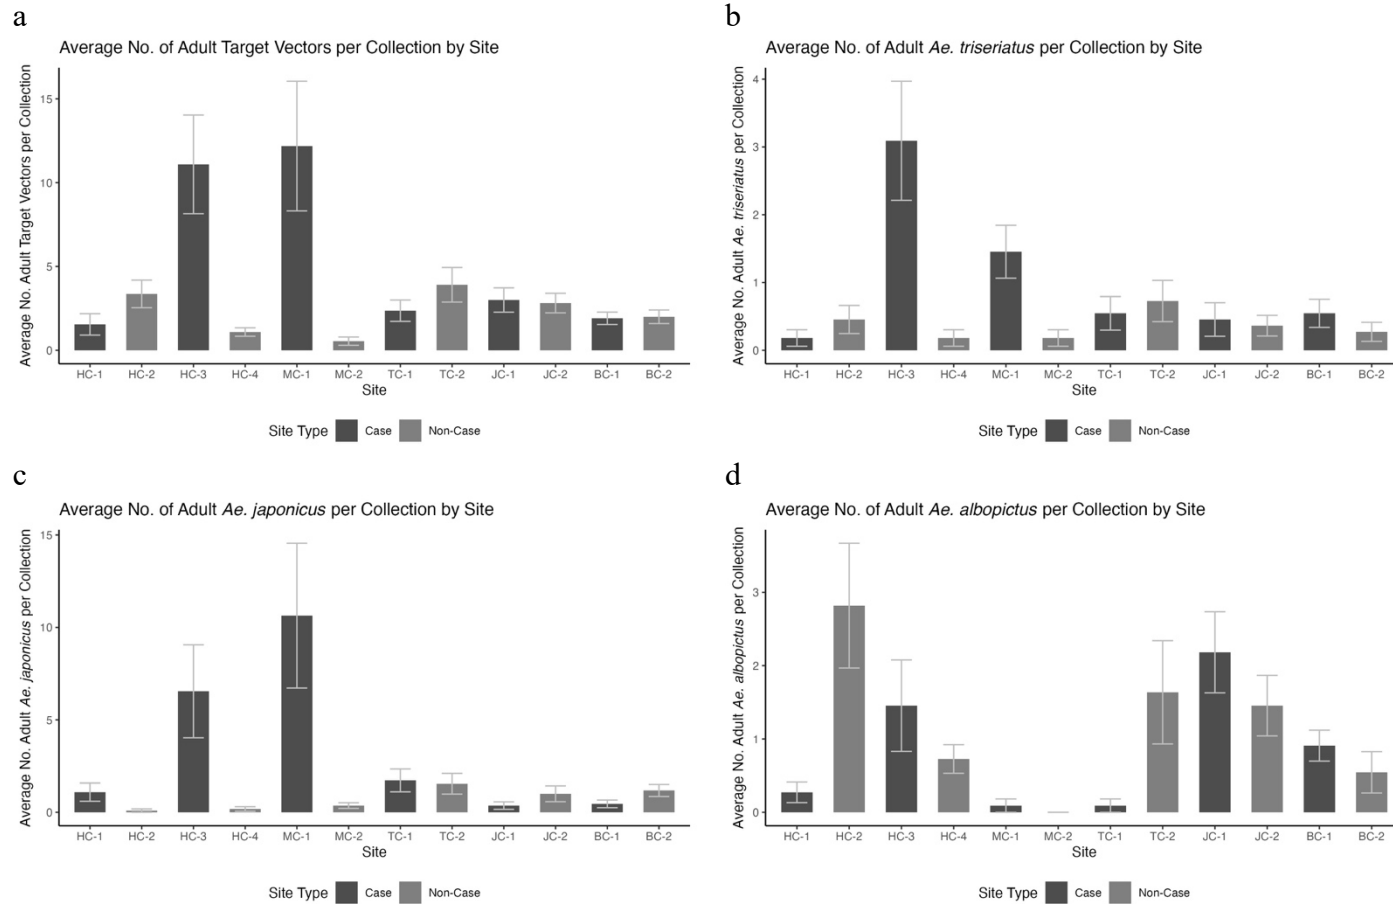 a
Average No. of Adult Target Vectors per Collection by Site
Average No. Adult Target Vectors per Collection
15
10
5
0
HC-1 HC-2 HC-3 HC-4 MC-1 MC-2 TC-1 TC-2 JC-1 JC-2 BC-1 BC-2
Site
Site Type Case Non-Case
b
Average No. of Adult Ae. triseriatus per Collection by Site
Average No. Adult Ae. triseriatus per Collection
4
3
2
1
0
HC-1 HC-2 HC-3 HC-4 MC-1 MC-2 TC-1 TC-2 JC-1 JC-2 BC-1 BC-2
Site
Site Type Case Non-Case
c
Average No. of Adult Ae. japonicus per Collection by Site
Average No. Adult Ae. japonicus per Collection
15
10
5
0
HC-1 HC-2 HC-3 HC-4 MC-1 MC-2 TC-1 TC-2 JC-1 JC-2 BC-1 BC-2
Site
Site Type Case Non-Case
d
Average No. of Adult Ae. albopictus per Collection by Site
Average No. Adult Ae. albopictus per Collection
3
2
1
0
HC-1 HC-2 HC-3 HC-4 MC-1 MC-2 TC-1 TC-2 JC-1 JC-2 BC-1 BC-2
Site
Site Type Case Non-Case